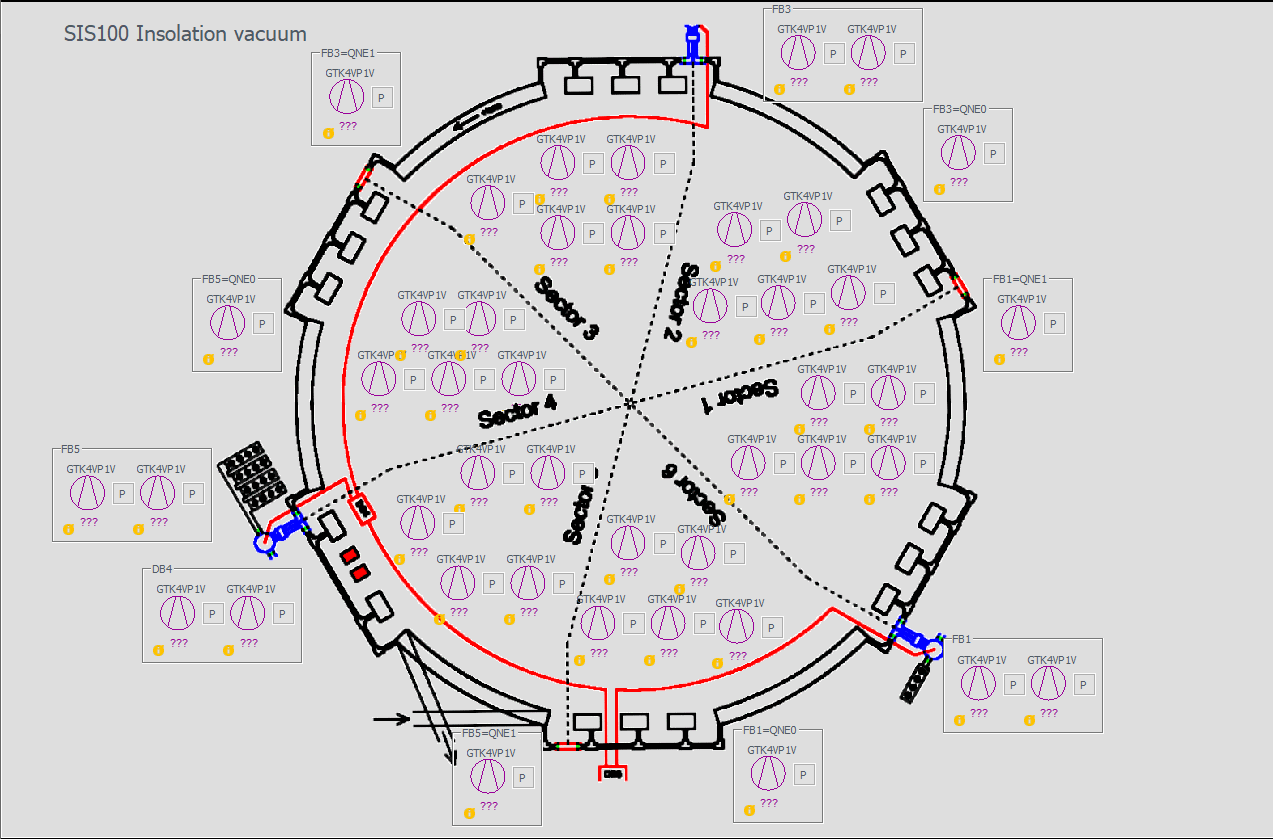 SIS100 Insolation vacuum
FB3
GTK4VP1V GTK4VP1V
P P
??? ???
FB3=QNE1
GTK4VP1V
P
???
FB3=QNE0
GTK4VP1V
P
???
GTK4VP1V GTK4VP1V
P P
??? ???
GTK4VP1V
P
???
GTK4VP1V GTK4VP1V
P P
??? ???
GTK4VP1V
P
???
GTK4VP1V
P
???
GTK4VP1V
P
???
GTK4VP1V
P
???
GTK4VP1V
P
???
Sector 3
Sector 2
FB5=QNE0
GTK4VP1V
P
???
FB1=QNE1
GTK4VP1V
P
???
GTK4VP1V GTK4VP1V
P P
??? ???
GTK4VP1V GTK4VP1V GTK4VP1V
P P P
??? ???
Sector 4
Sector 1
GTK4VP1V GTK4VP1V
P P
??? ???
GTK4VP1V GTK4VP1V GTK4VP1V
P P P
??? ??? ???
FB5
GTK4VP1V GTK4VP1V
P P
??? ???
GTK4VP1V GTK4VP1V
P P
??? ???
Sector
Sector 6
GTK4VP1V
P
???
GTK4VP1V
P
???
GTK4VP1V
P
???
GTK4VP1V GTK4VP1V
P P
??? ???
DB4
GTK4VP1V GTK4VP1V
P P
??? ???
GTK4VP1V GTK4VP1V GTK4VP1V
P P P
??? ??? ???
FB1
GTK4VP1V GTK4VP1V
P P
??? ???
FB5=QNE1
GTK4VP1V
P
???
FB1=QNE0
GTK4VP1V
P
???